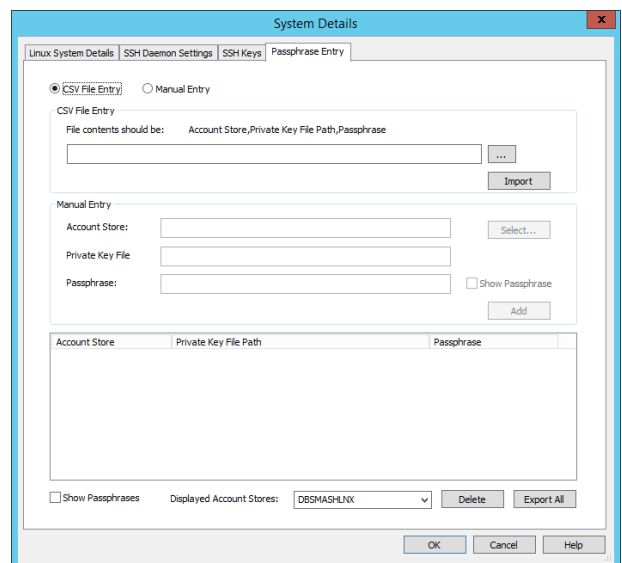 System Details
x
Linux System Details SSH Daemon Settings SSH Keys Passphrase Entry
CSV File Entry Manual Entry
CSV File Entry
File contents should be: Account Store,Private Key File Path,Passphrase
...
Import
Manual Entry
Account Store: Select...
Private Key File
Passphrase: Show Passphrase
Add
Account Store Private Key File Path Passphrase
Show Passphrases Displayed Account Stores: DBSMASHLNX Delete Export All
OK Cancel Help